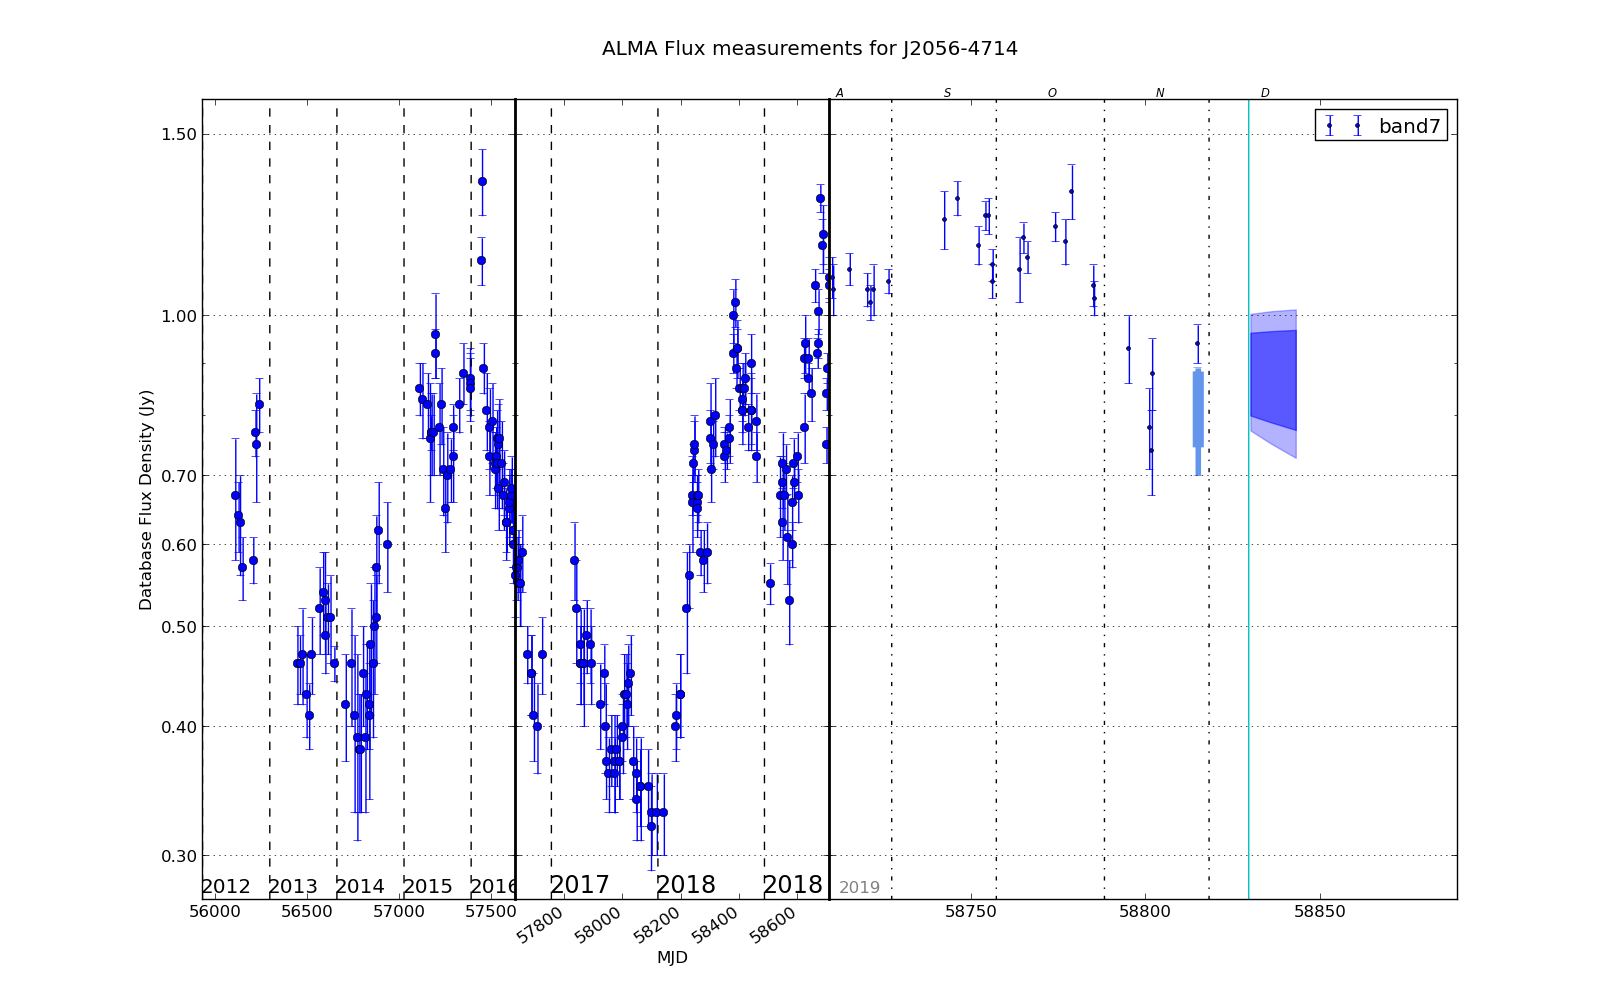 ALMA Flux measurements for J2056-4714
A S O N D
band7
1.50
1.00
0.70
0.60
0.50
0.40
0.30
Database Flux Density (Jy)
2012 2013 2014 2015 2016 2017 2018 2018 2019
56000 56500 57000 57500 57800 58000 58200 58400 58600 58750 58800 58850
MJD